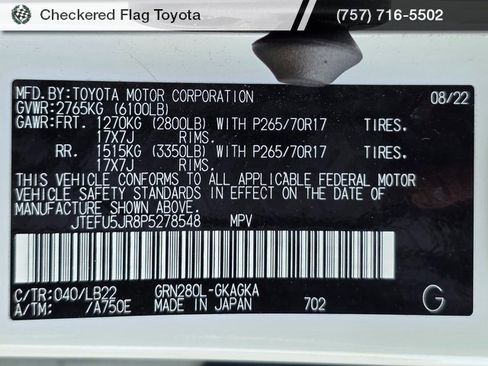 Checkered Flag Toyota (757) 716-5502
MFD.BY:TOYOTA MOTOR CORPORATION 08/22
GVWR:2765KG (6100LB)
GAWR:FRT. 1270KG (2800LB) WITH P265/70R17 TIRES.
17X7J RIMS.
RR. 1515KG (3350LB) WITH P265/70R17 TIRES.
17X7J RIMS.
THIS VEHICLE CONFORMS TO ALL APPLICABLE FEDERAL MOTOR
VEHICLE SAFETY STANDARDS IN EFFECT ON THE DATE OF
MANUFACTURE SHOWN ABOVE.
JTEFU5JR8P5278548 MPV
C/TR:040/LB22 GRN280L-GKAGKA
A/TM: /A750E MADE IN JAPAN 702 G